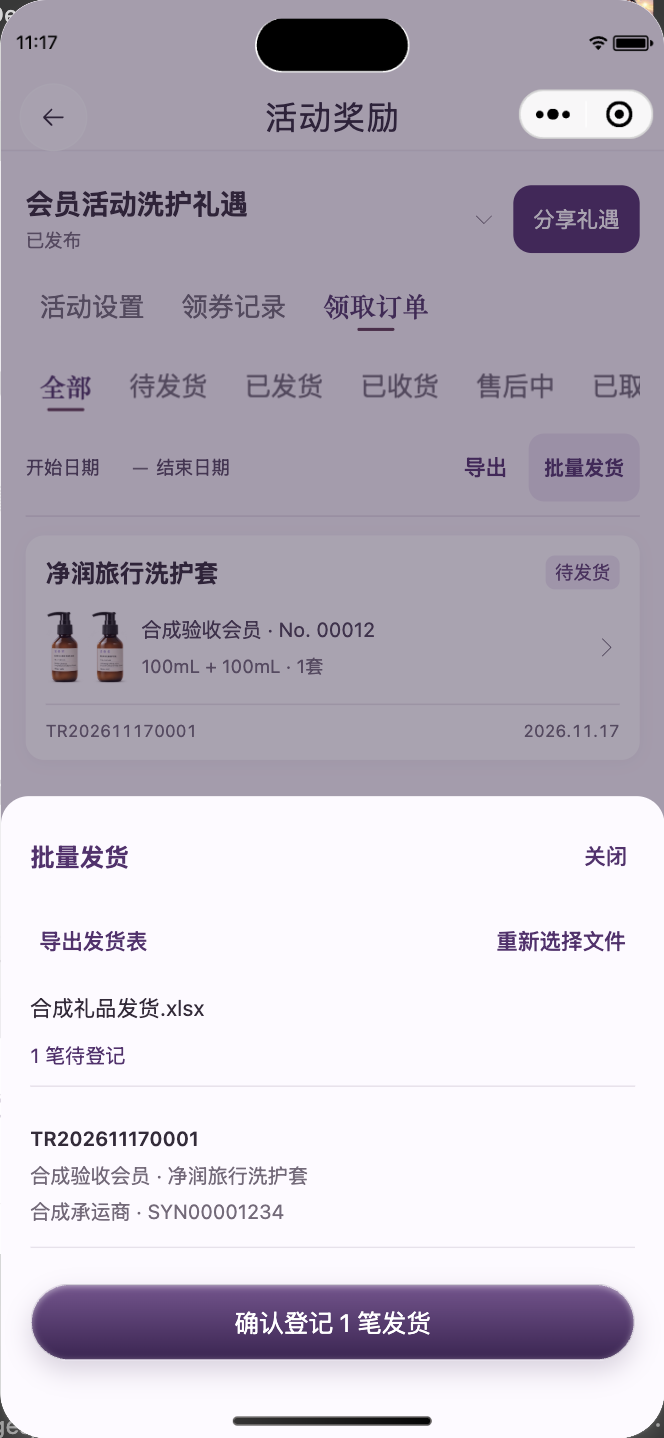 11:17
活动奖励
会员活动洗护礼遇
已发布
分享礼遇
活动设置 领券记录 领取订单
全部 待发货 已发货 已收货 售后中 已取
开始日期 — 结束日期 导出 批量发货
净润旅行洗护套 待发货
合成验收会员 · No. 00012
100mL + 100mL · 1套
TR202611170001 2026.11.17
批量发货 关闭
导出发货表 重新选择文件
合成礼品发货.xlsx
1 笔待登记
TR202611170001
合成验收会员 · 净润旅行洗护套
合成承运商 · SYN00001234
确认登记 1 笔发货